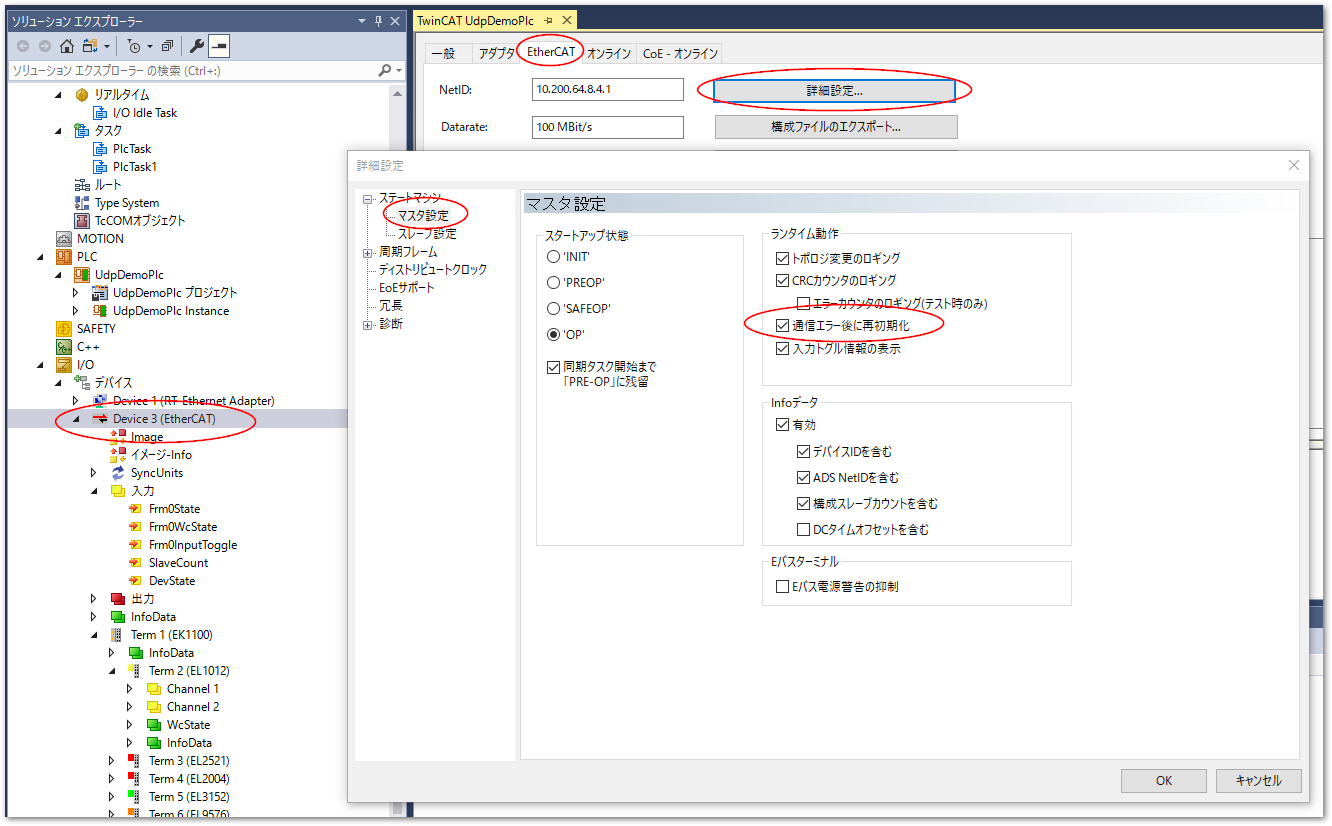 ソリューション エクスプローラー
ソリューション エクスプローラー の検索 (Ctrl+:)
リアルタイム
I/O Idle Task
タスク
PlcTask
PlcTask1
ルート
Type System
TcCOMオブジェクト
MOTION
PLC
UdpDemoPlc
UdpDemoPlc プロジェクト
UdpDemoPlc Instance
SAFETY
C++
I/O
デバイス
Device 1 (RT-Ethernet Adapter)
Device 3 (EtherCAT)
Image
イメージ-Info
SyncUnits
入力
Frm0State
Frm0WcState
Frm0InputToggle
SlaveCount
DevState
出力
InfoData
Term 1 (EK1100)
InfoData
Term 2 (EL1012)
Channel 1
Channel 2
WcState
InfoData
Term 3 (EL2521)
Term 4 (EL2004)
Term 5 (EL3152)
Term 6 (EL9576)
TwinCAT UdpDemoPlc
一般 アダプタ EtherCAT オンライン CoE - オンライン
NetID: 10.200.64.8.4.1 詳細設定...
Datarate: 100 MBit/s 構成ファイルのエクスポート...
詳細設定
ステートマシン
マスタ設定
スレーブ設定
周期フレーム
ディストリビュートクロック
EoEサポート
冗長
診断
マスタ設定
スタートアップ状態
'INIT'
'PREOP'
'SAFEOP'
'OP'
同期タスク開始まで
「PRE-OP」に残留
ランタイム動作
トポロジ変更のロギング
CRCカウンタのロギング
エラーカウンタのロギング(テスト時のみ)
通信エラー後に再初期化
入力トグル情報の表示
Infoデータ
有効
デバイスIDを含む
ADS NetIDを含む
構成スレーブカウントを含む
DCタイムオフセットを含む
Eバスターミナル
Eバス電源警告の抑制
OK キャンセル